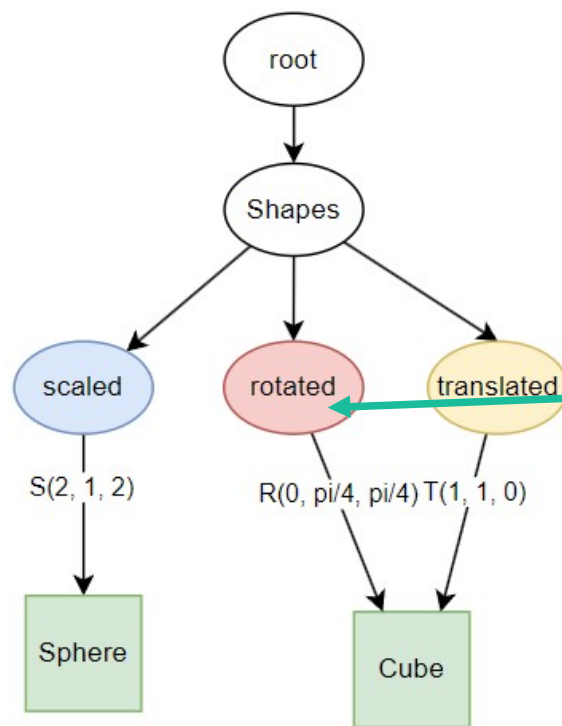 root
Shapes
scaled
rotated
translated
S(2, 1, 2)
R(0, pi/4, pi/4)
T(1, 1, 0)
Sphere
Cube